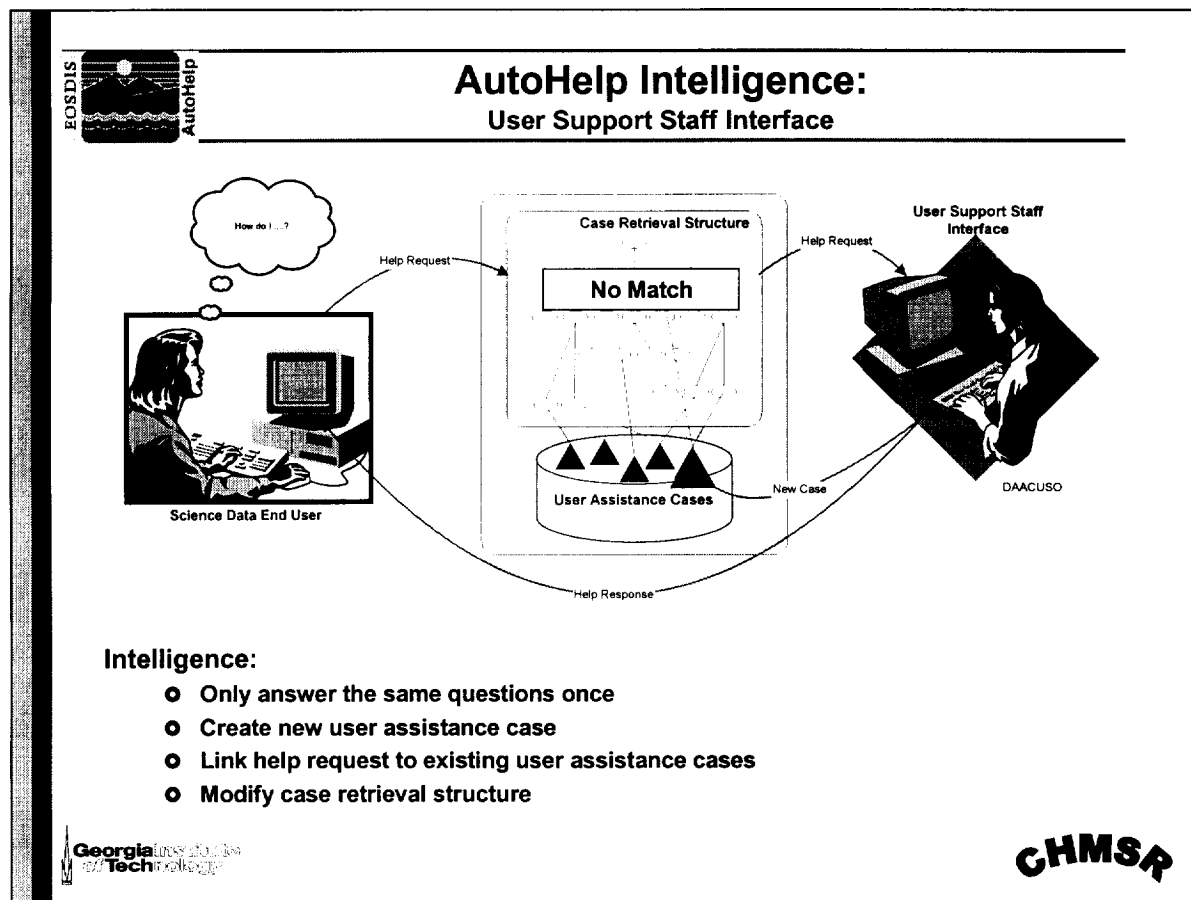 EOSDIS
AutoHelp
AutoHelp Intelligence:
User Support Staff Interface
How do I ....?
Help Request
Case Retrieval Structure
No Match
Help Request
User Support Staff
Interface
Science Data End User
User Assistance Cases
New Case
DAACUSO
Help Response
Intelligence:
Only answer the same questions once
Create new user assistance case
Link help request to existing user assistance cases
Modify case retrieval structure
Georgia Institute
of Technology
CHMSR